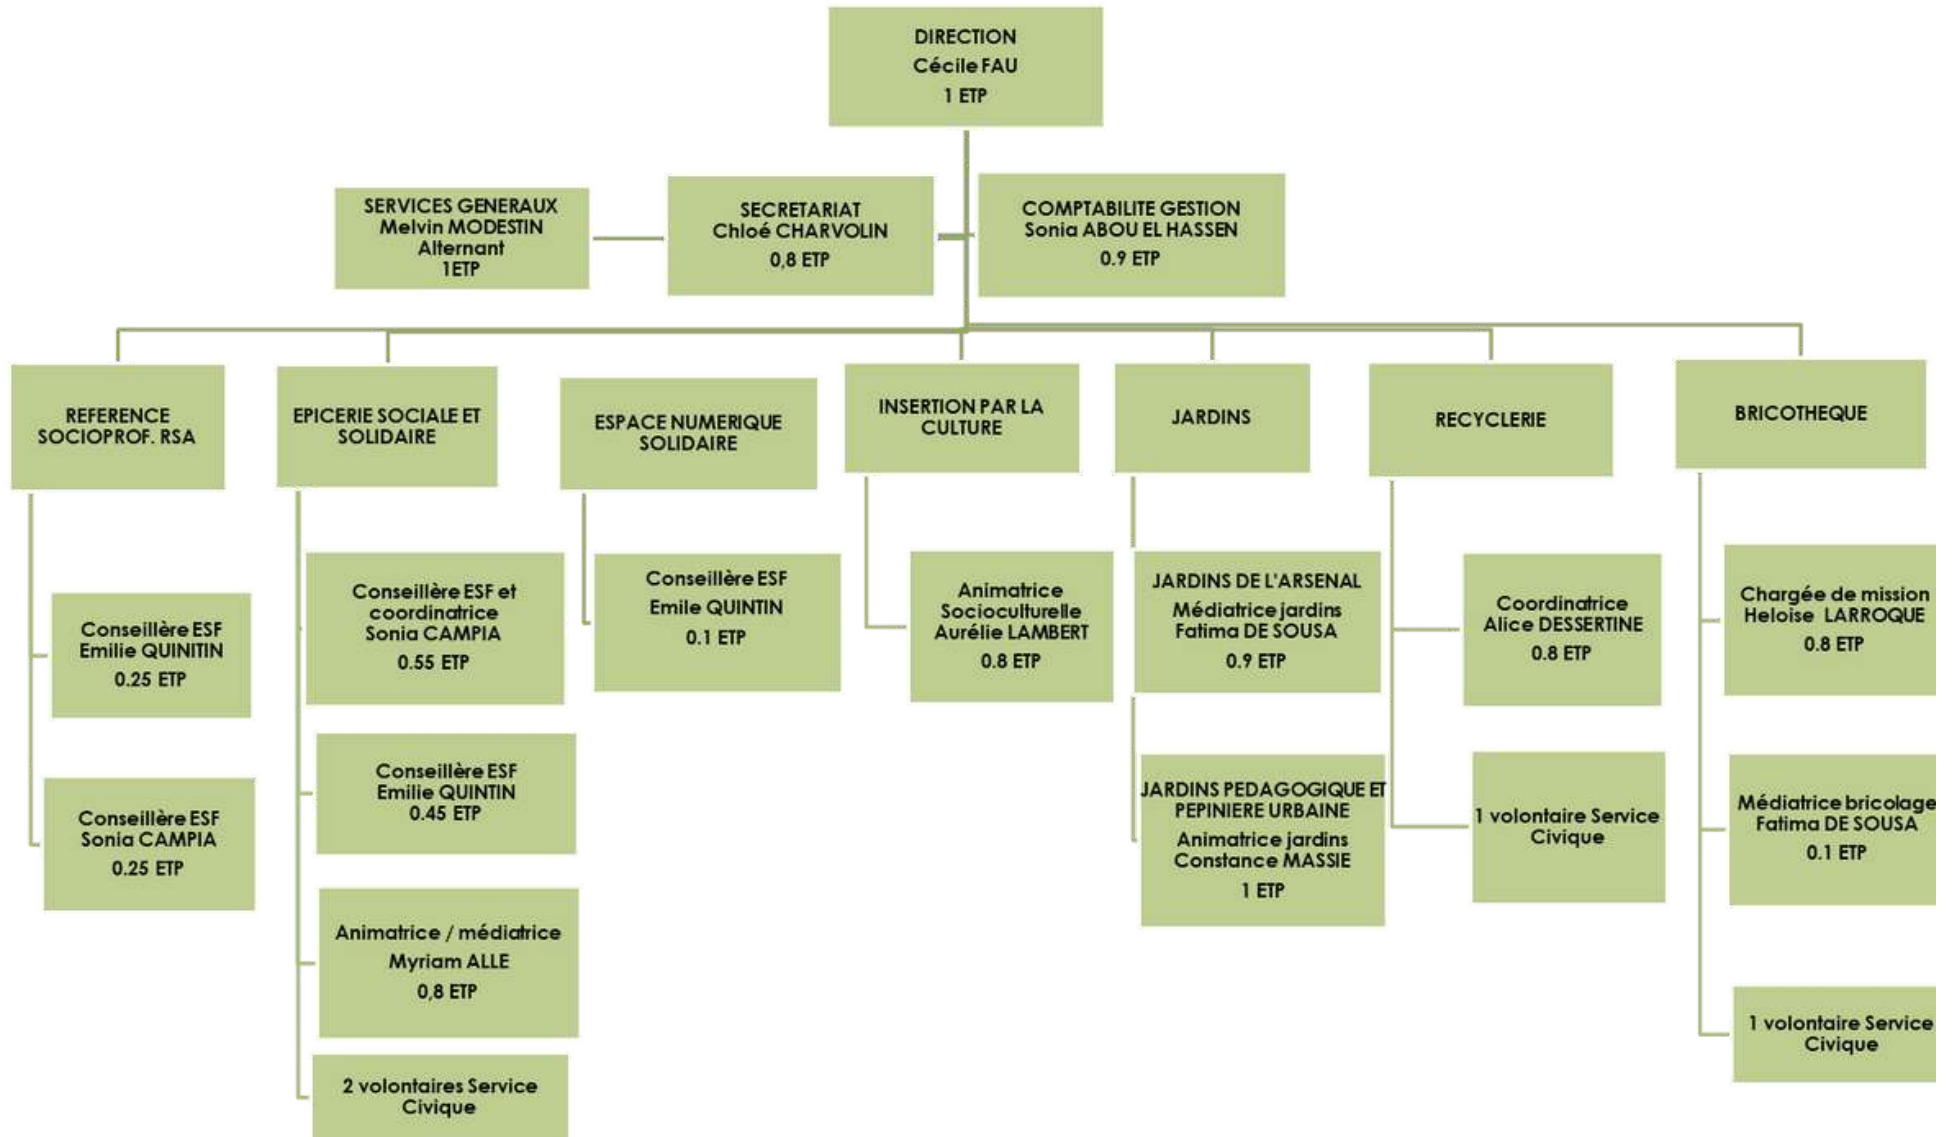 DIRECTION
Cécile FAU
1 ETP
SERVICES GENERAUX
Melvin MODESTIN
Alternant
1ETP
SECRETARIAT
Chloé CHARVOLIN
0,8 ETP
COMPTABILITE GESTION
Sonia ABOU EL HASSEN
0.9 ETP
REFERENCE
SOCIOPROF. RSA
EPICERIE SOCIALE ET
SOLIDAIRE
ESPACE NUMERIQUE
SOLIDAIRE
INSERTION PAR LA
CULTURE
JARDINS
RECYCLERIE
BRICOTHEQUE
Conseillère ESF
Emilie QUINITIN
0.25 ETP
Conseillère ESF
Sonia CAMPIA
0.25 ETP
Conseillère ESF et
coordinatrice
Sonia CAMPIA
0.55 ETP
Conseillère ESF
Emilie QUINTIN
0.45 ETP
Animatrice / médiatrice
Myriam ALLE
0,8 ETP
2 volontaires Service
Civique
Conseillère ESF
Emile QUINTIN
0.1 ETP
Animatrice
Socioculturelle
Aurélie LAMBERT
0.8 ETP
JARDINS DE L'ARSENAL
Médiatrice jardins
Fatima DE SOUSA
0.9 ETP
JARDINS PEDAGOGIQUE ET
PEPINIERE URBAINE
Animatrice jardins
Constance MASSIE
1 ETP
Coordinatrice
Alice DESSERTINE
0.8 ETP
1 volontaire Service
Civique
Chargée de mission
Heloise LARROQUE
0.8 ETP
Médiatrice bricolage
Fatima DE SOUSA
0.1 ETP
1 volontaire Service
Civique